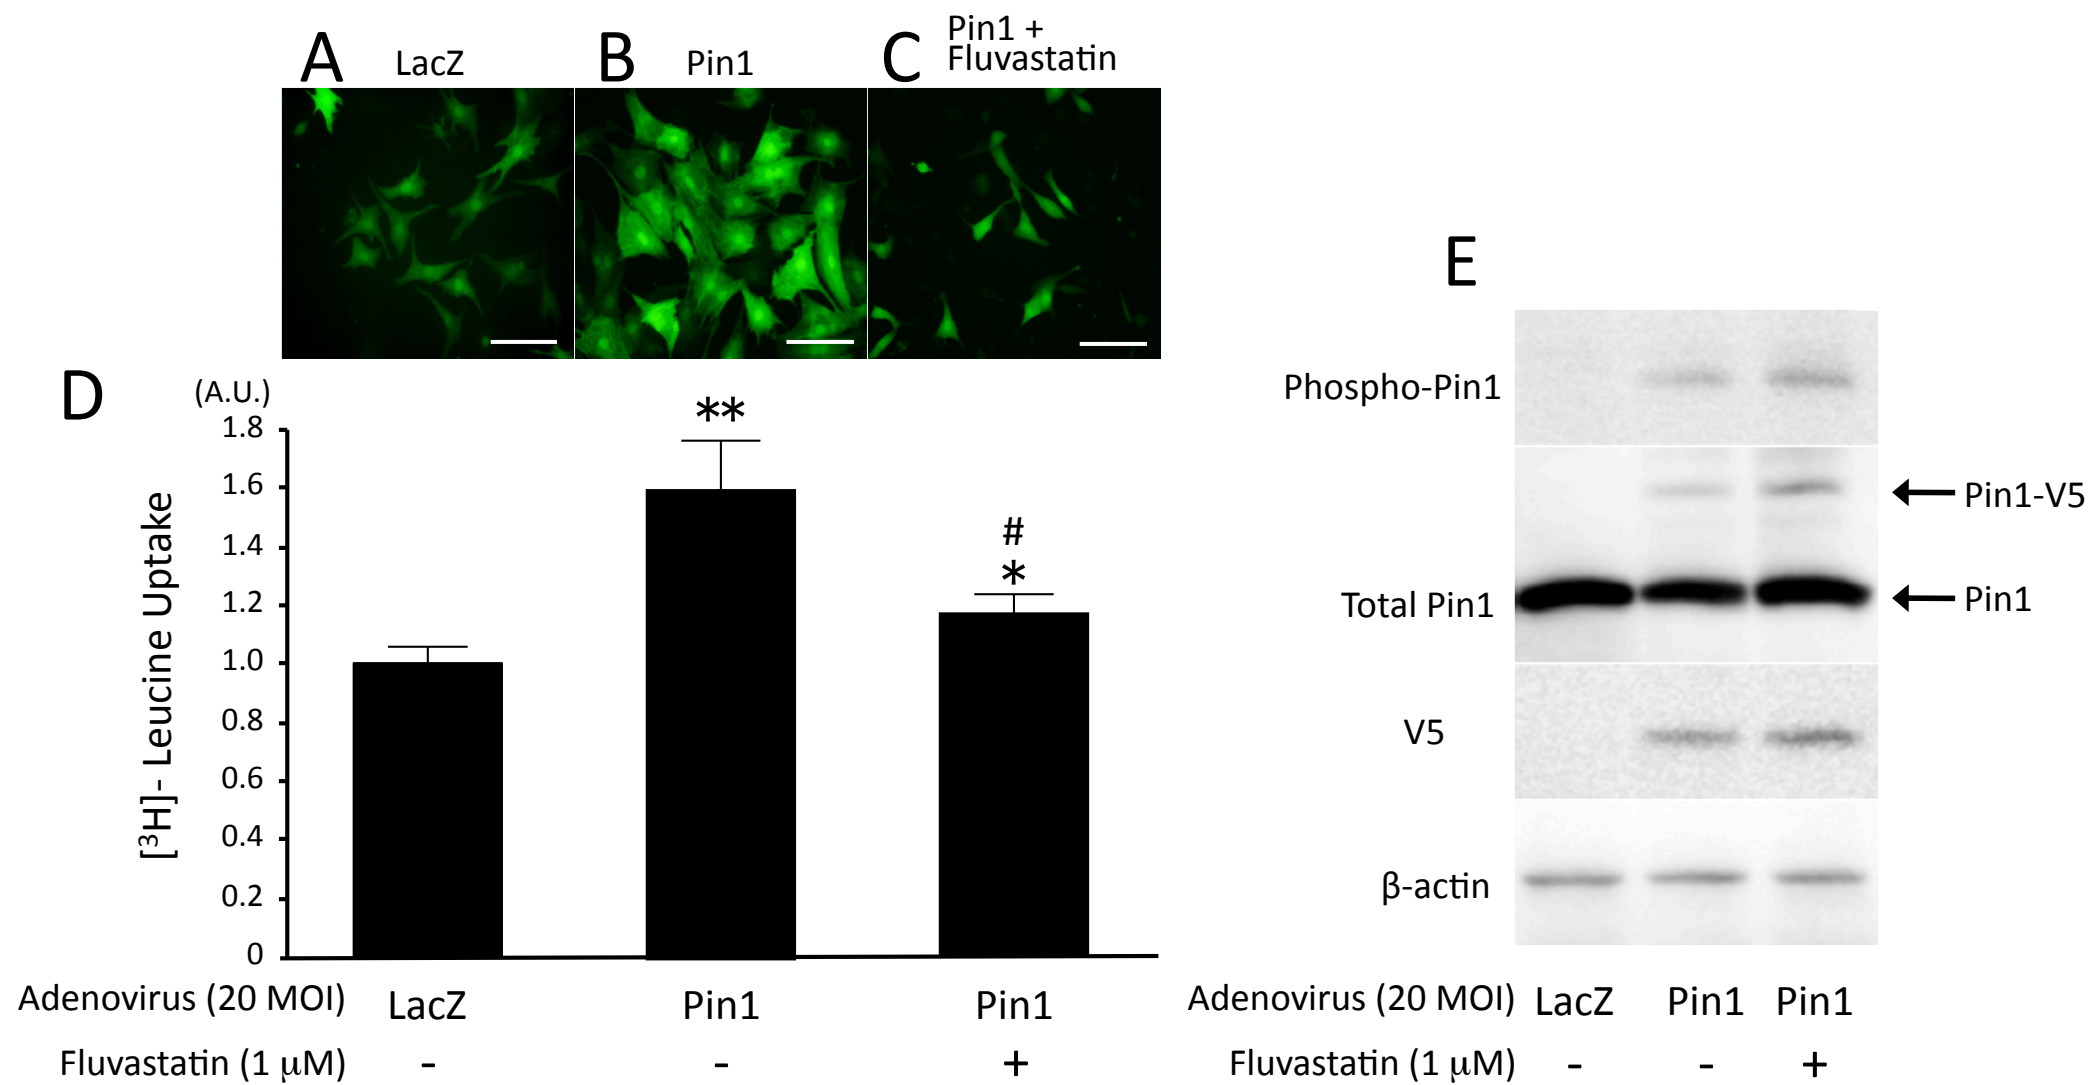 A
LacZ
B
Pin1
C
Pin1 +
Fluvastatin
D
(A.U.)
1.8
1.6
1.4
1.2
1.0
0.8
0.6
0.4
0.2
0
[³H]- Leucine Uptake
**
#
*
Adenovirus (20 MOI) LacZ Pin1 Pin1
Fluvastatin (1 μM) - - +
E
Phospho-Pin1
Pin1-V5
Total Pin1
Pin1
V5
β-actin
Adenovirus (20 MOI) LacZ Pin1 Pin1
Fluvastatin (1 μM) - - +